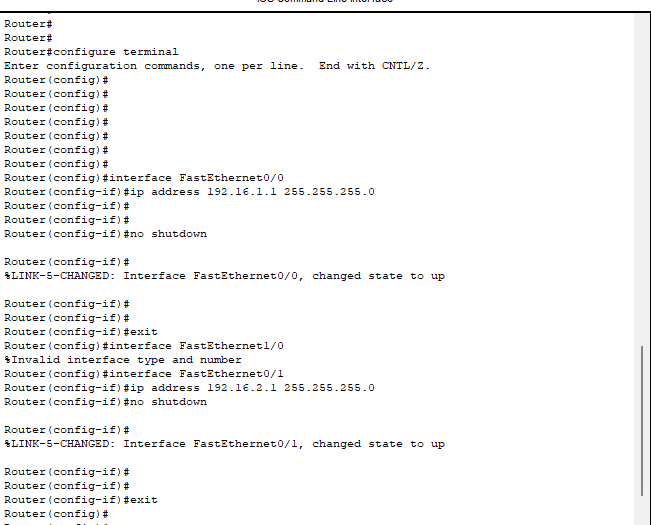 Router#
Router#
Router#configure terminal
Enter configuration commands, one per line.  End with CNTL/Z.
Router(config)#
Router(config)#
Router(config)#
Router(config)#
Router(config)#
Router(config)#
Router(config)#
Router(config)#interface FastEthernet0/0
Router(config-if)#ip address 192.16.1.1 255.255.255.0
Router(config-if)#
Router(config-if)#
Router(config-if)#no shutdown
Router(config-if)#
%LINK-5-CHANGED: Interface FastEthernet0/0, changed state to up
Router(config-if)#
Router(config-if)#
Router(config-if)#exit
Router(config)#interface FastEthernet1/0
%Invalid interface type and number
Router(config)#interface FastEthernet0/1
Router(config-if)#ip address 192.16.2.1 255.255.255.0
Router(config-if)#no shutdown
Router(config-if)#
%LINK-5-CHANGED: Interface FastEthernet0/1, changed state to up
Router(config-if)#
Router(config-if)#
Router(config-if)#exit
Router(config)#